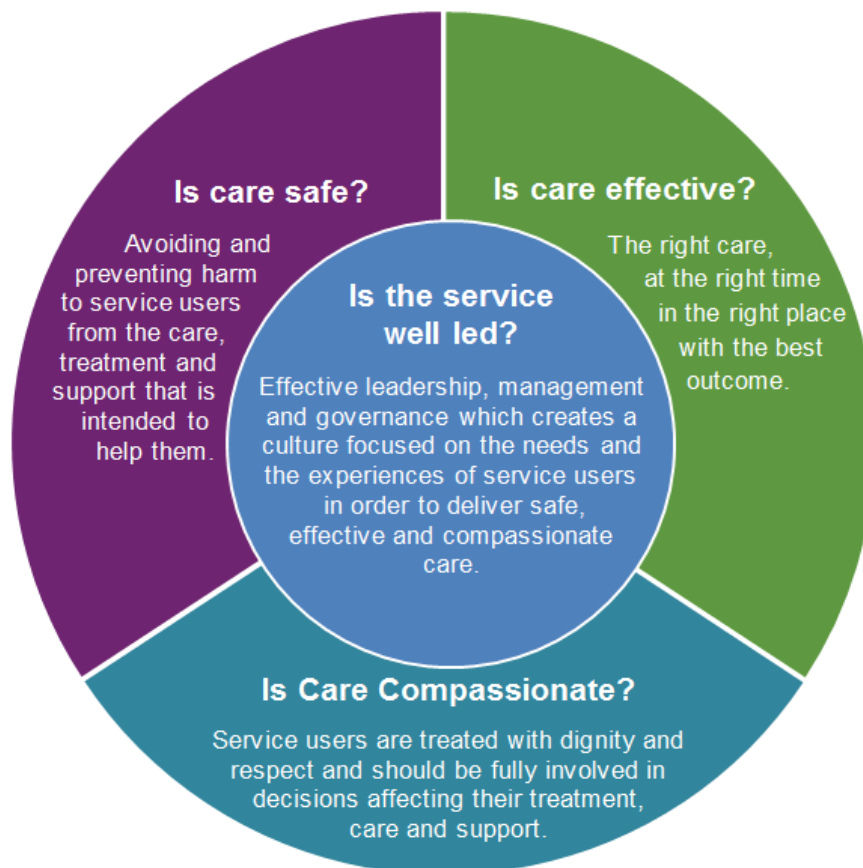 Is care safe?
Avoiding and
preventing harm
to service users
from the care,
treatment and
support that is
intended to
help them.
Is care effective?
The right care,
at the right time
in the right place
with the best
outcome.
Is the service
well led?
Effective leadership, management
and governance which creates a
culture focused on the needs and
the experiences of service users
in order to deliver safe,
effective and compassionate
care.
Is Care Compassionate?
Service users are treated with dignity and
respect and should be fully involved in
decisions affecting their treatment,
care and support.